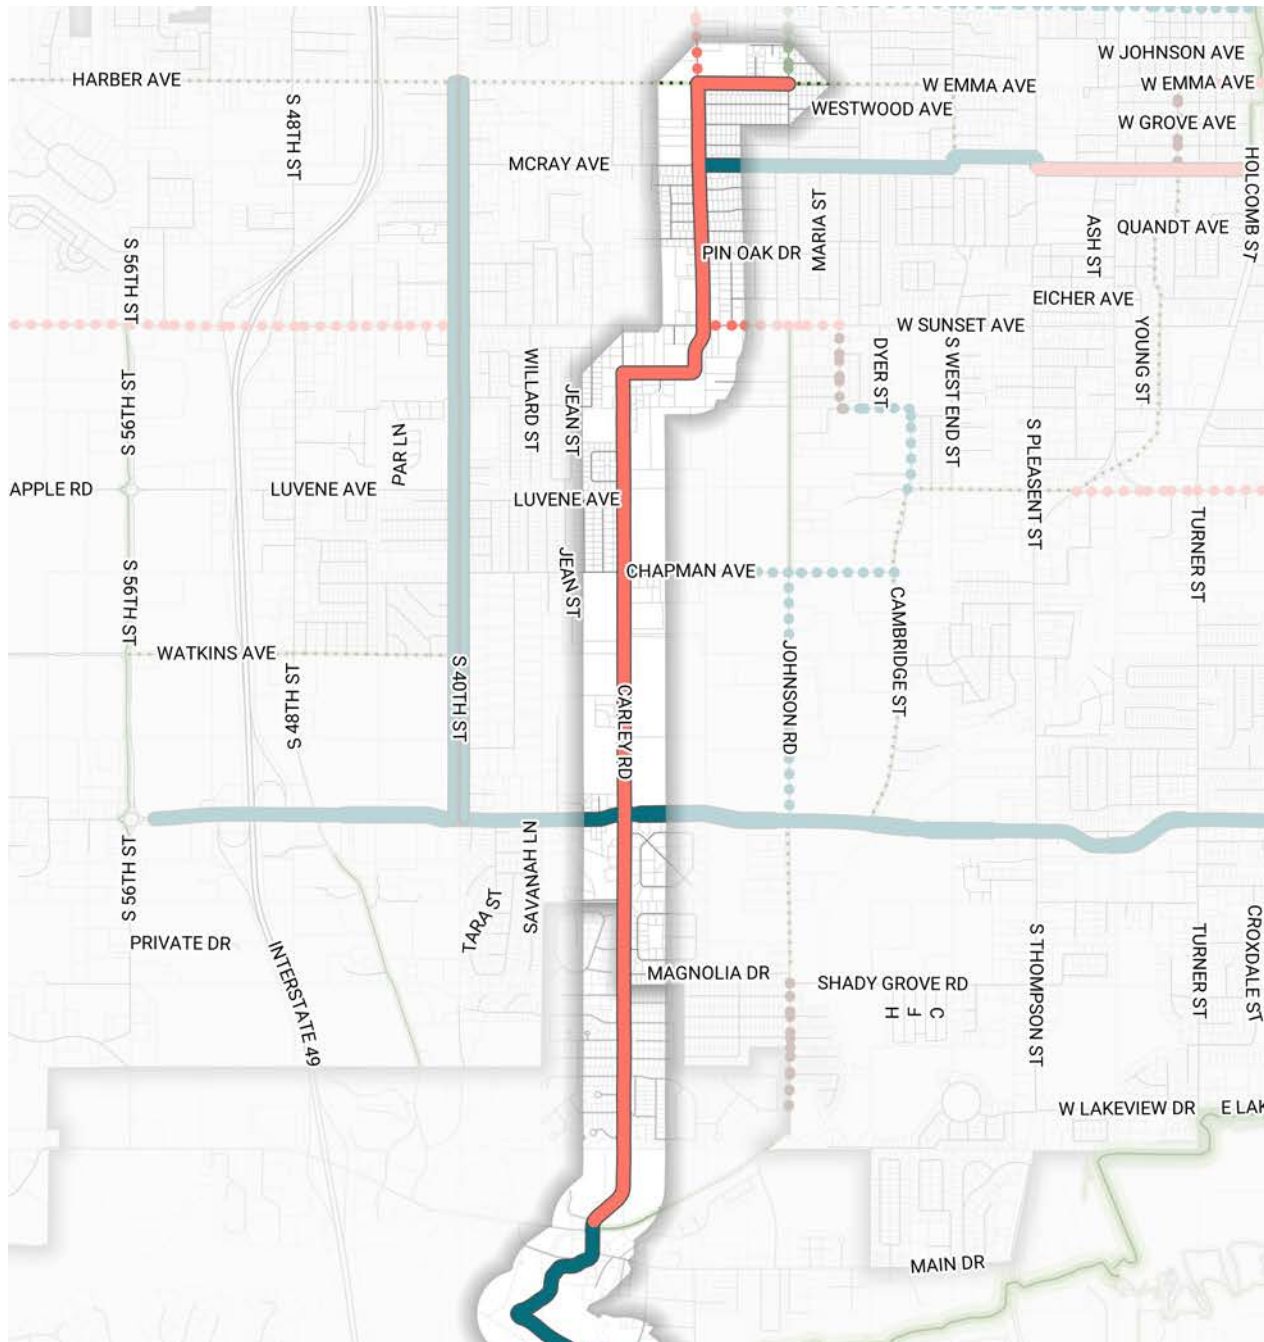 W JOHNSON AVE
HARBER AVE
W EMMA AVE
W EMMA AVE
S 48TH ST
WESTWOOD AVE
W GROVE AVE
MCRAY AVE
HOLCOMB ST
MARIA ST
ASH ST
QUANDT AVE
PIN OAK DR
S 56TH ST
EICHER AVE
W SUNSET AVE
YOUNG ST
DYER ST
S WEST END ST
WILLARD ST
JEAN ST
S 56TH ST
PAR LN
S PLEASENT ST
APPLE RD
LUVENE AVE
LUVENE AVE
TURNER ST
JEAN ST
CHAPMAN AVE
S 56TH ST
CAMBRIDGE ST
WATKINS AVE
JOHNSON RD
S 40TH ST
S 48TH ST
CARLEY RD
SAVANAH LN
S 56TH ST
TARA ST
PRIVATE DR
INTERSTATE 49
MAGNOLIA DR
SHADY GROVE RD
H F C
S THOMPSON ST
TURNER ST
CROXDALE ST
W LAKEVIEW DR
E LAK
MAIN DR